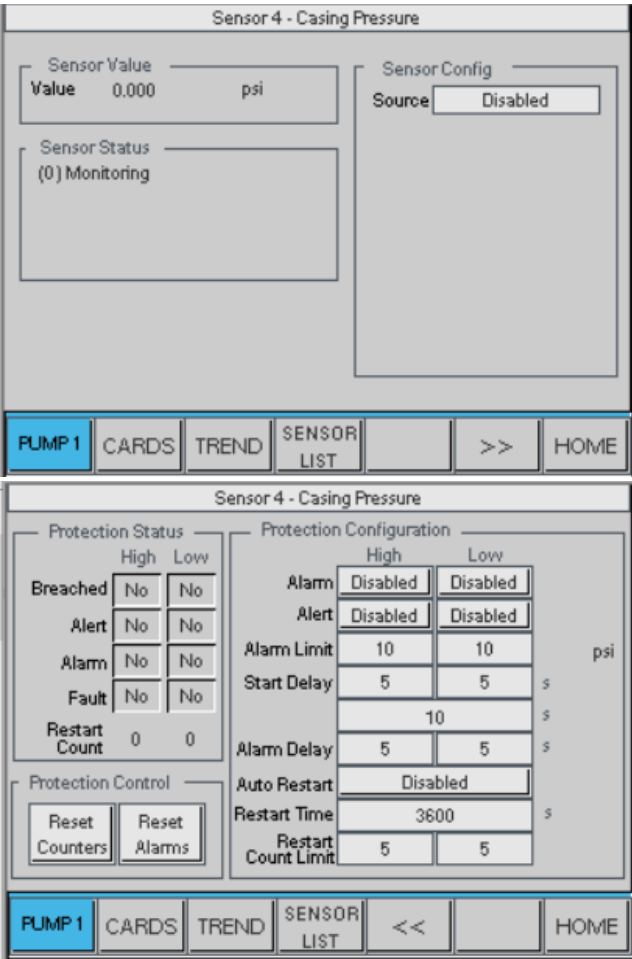 Sensor 4 - Casing Pressure
Sensor Value
Value 0.000 psi
Sensor Status
(0) Monitoring
Sensor Config
Source Disabled
PUMP 1 CARDS TREND SENSOR LIST >> HOME
Sensor 4 - Casing Pressure
Protection Status
High Low
Breached No No
Alert No No
Alarm No No
Fault No No
Restart Count 0 0
Protection Control
Reset Counters Reset Alarms
Protection Configuration
High Low
Alarm Disabled Disabled
Alert Disabled Disabled
Alarm Limit 10 10 psi
Start Delay 5 5 s
10 s
Alarm Delay 5 5 s
Auto Restart Disabled
Restart Time 3600 s
Restart Count Limit 5 5
PUMP 1 CARDS TREND SENSOR LIST << HOME